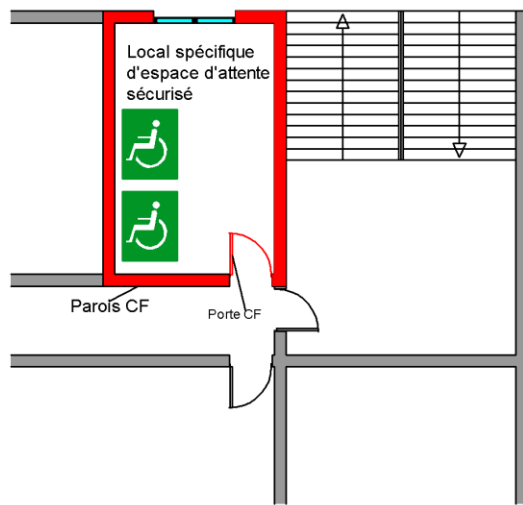 Local spécifique
d'espace d'attente
sécurisé
Parois CF
Porte CF